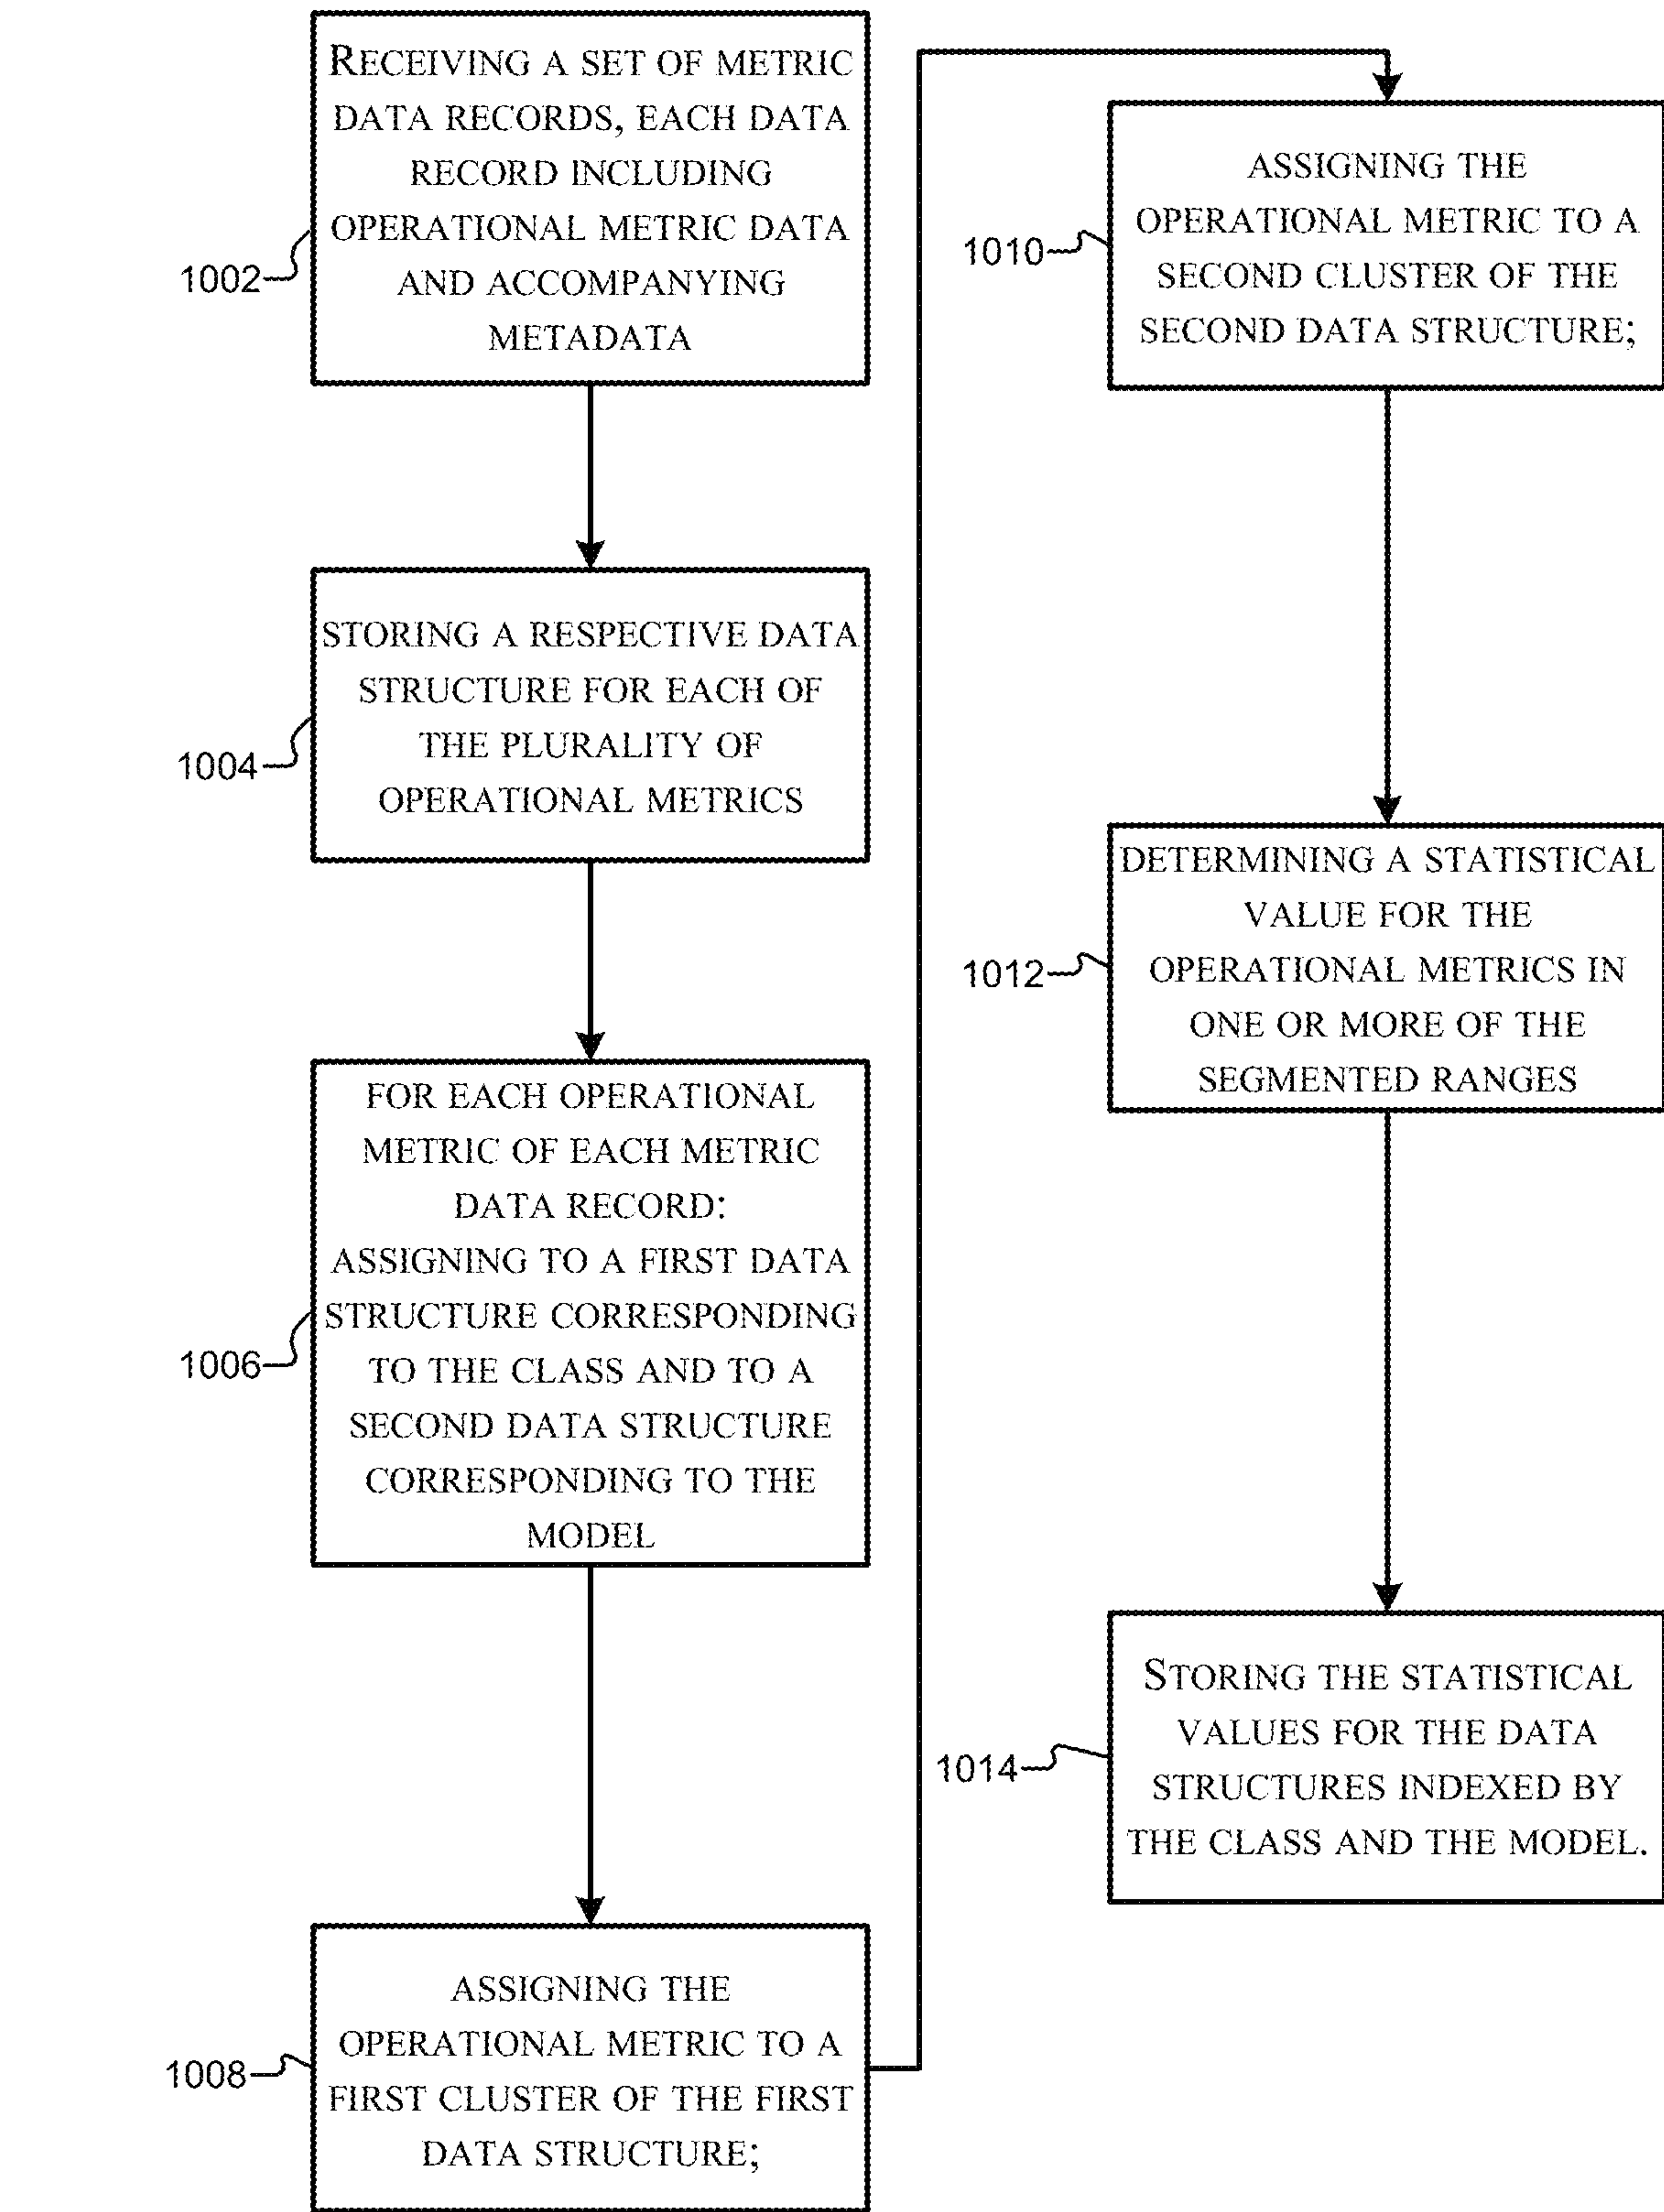 RECEIVING A SET OF METRIC
DATA RECORDS, EACH DATA
RECORD INCLUDING
OPERATIONAL METRIC DATA
AND ACCOMPANYING
METADATA
1002
STORING A RESPECTIVE DATA
STRUCTURE FOR EACH OF
THE PLURALITY OF
OPERATIONAL METRICS
1004
FOR EACH OPERATIONAL
METRIC OF EACH METRIC
DATA RECORD:
ASSIGNING TO A FIRST DATA
STRUCTURE CORRESPONDING
TO THE CLASS AND TO A
SECOND DATA STRUCTURE
CORRESPONDING TO THE
MODEL
1006
ASSIGNING THE
OPERATIONAL METRIC TO A
FIRST CLUSTER OF THE FIRST
DATA STRUCTURE;
1008
ASSIGNING THE
OPERATIONAL METRIC TO A
SECOND CLUSTER OF THE
SECOND DATA STRUCTURE;
1010
DETERMINING A STATISTICAL
VALUE FOR THE
OPERATIONAL METRICS IN
ONE OR MORE OF THE
SEGMENTED RANGES
1012
STORING THE STATISTICAL
VALUES FOR THE DATA
STRUCTURES INDEXED BY
THE CLASS AND THE MODEL.
1014